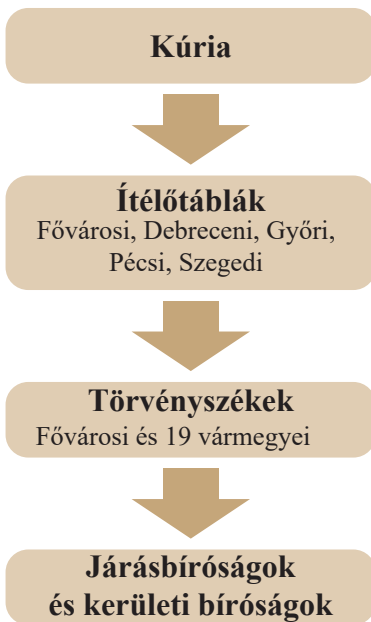 Kúria
Ítélőtáblák
Fővárosi, Debreceni, Győri,
Pécsi, Szegedi
Törvényszékek
Fővárosi és 19 vármegyei
Járásbíróságok
és kerületi bíróságok